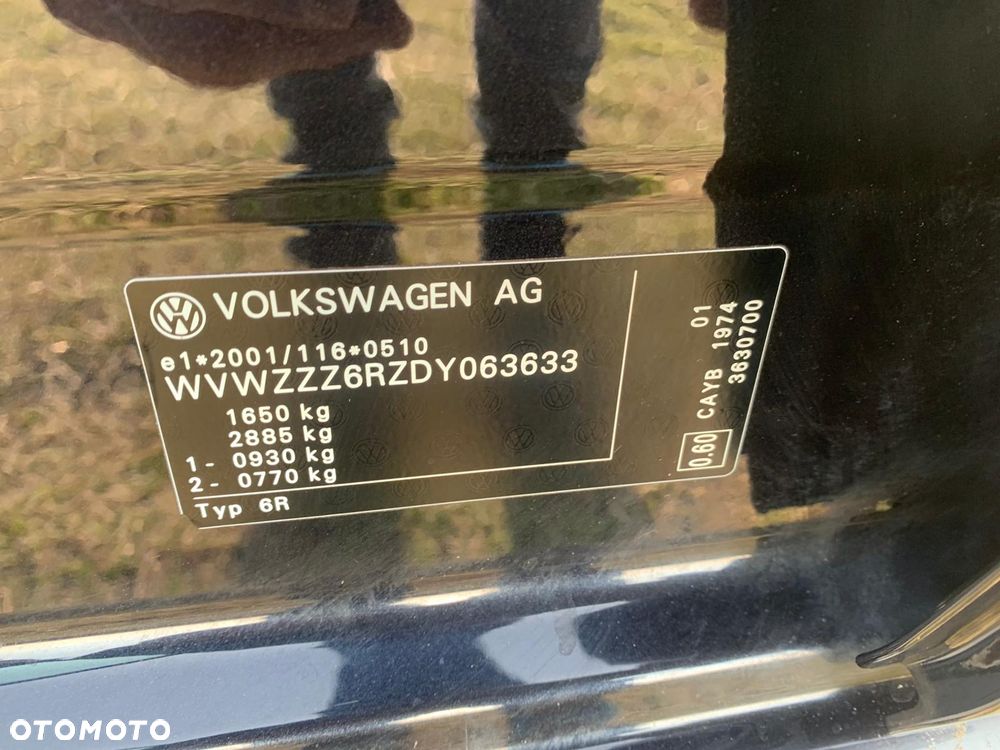 VOLKSWAGEN AG
e1*2001/116*0510
WVWZZZ6RZDY063633
1650 kg
2885 kg
1- 0930 kg
2- 0770 kg
Typ 6R
0.60 CAYB 1974 01
3630700
OTOMOTO